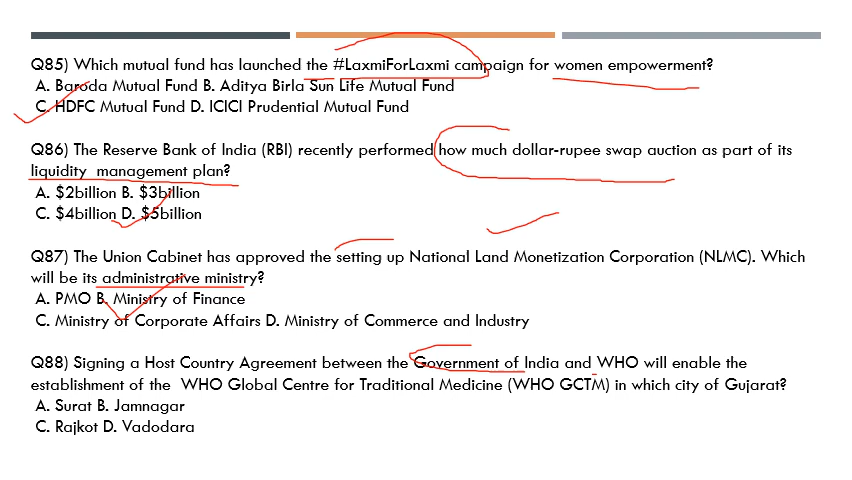 Q85) Which mutual fund has launched the #LaxmiForLaxmi campaign for women empowerment?
A. Baroda Mutual Fund B. Aditya Birla Sun Life Mutual Fund
C. HDFC Mutual Fund D. ICICI Prudential Mutual Fund
Q86) The Reserve Bank of India (RBI) recently performed how much dollar-rupee swap auction as part of its
liquidity management plan?
A. $2billion B. $3billion
C. $4billion D. $5billion
Q87) The Union Cabinet has approved the setting up National Land Monetization Corporation (NLMC). Which
will be its administrative ministry?
A. PMO B. Ministry of Finance
C. Ministry of Corporate Affairs D. Ministry of Commerce and Industry
Q88) Signing a Host Country Agreement between the Government of India and WHO will enable the
establishment of the WHO Global Centre for Traditional Medicine (WHO GCTM) in which city of Gujarat?
A. Surat B. Jamnagar
C. Rajkot D. Vadodara